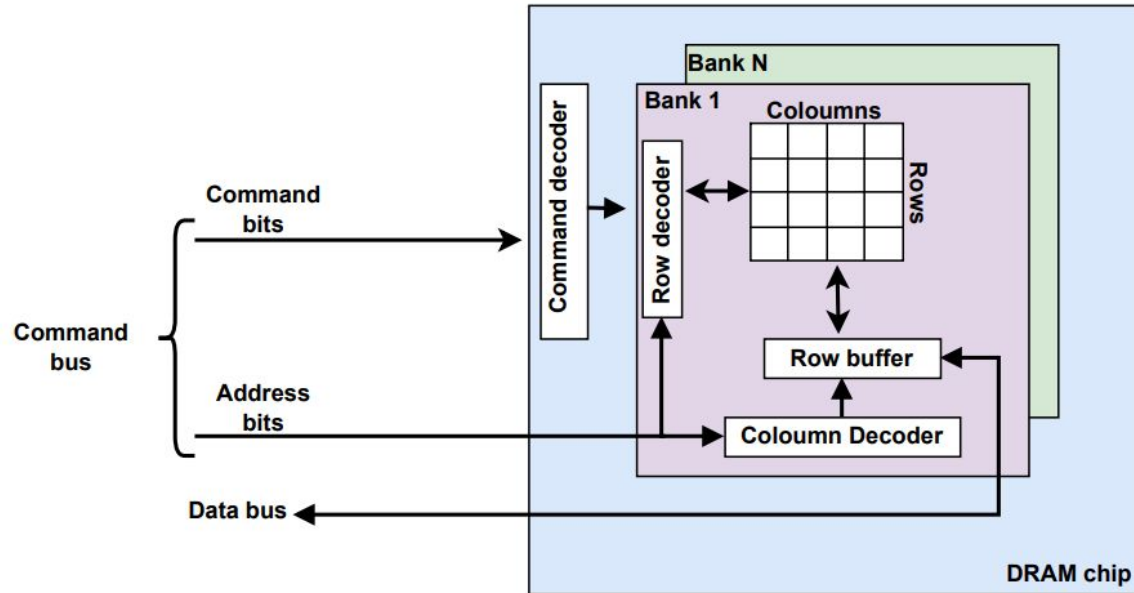 Bank N
Bank 1
Coloumns
Rows
Command decoder
Row decoder
Command
bits
Command
bus
Row buffer
Address
bits
Coloumn Decoder
Data bus
DRAM chip